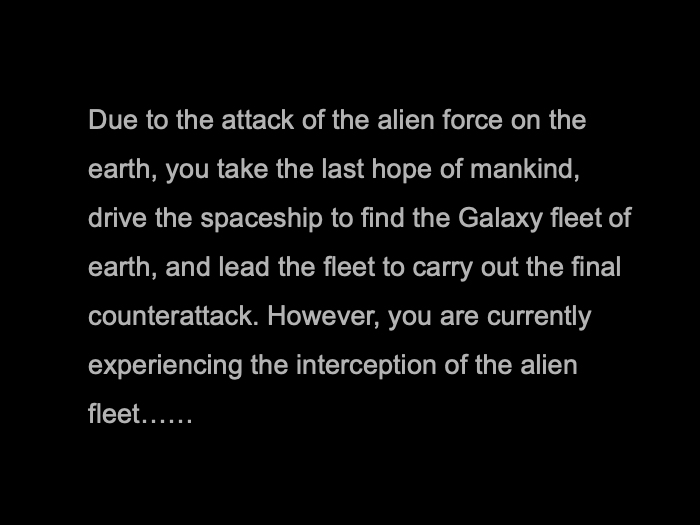 Due to the attack of the alien force on the
earth, you take the last hope of mankind,
drive the spaceship to find the Galaxy fleet of
earth, and lead the fleet to carry out the final
counterattack. However, you are currently
experiencing the interception of the alien
fleet……